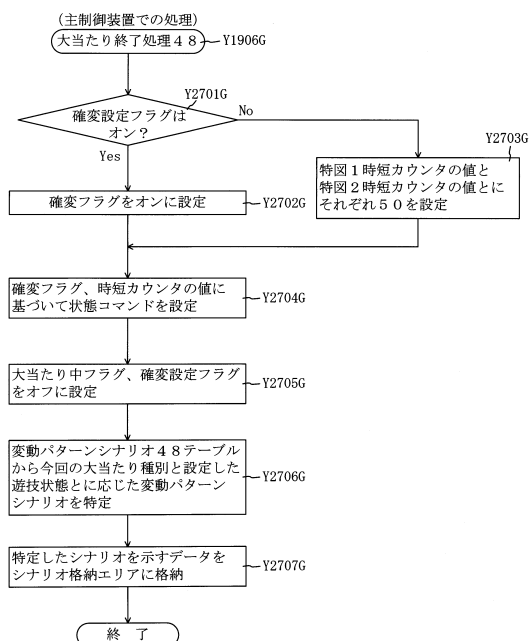 (主制御装置での処理)
大当たり終了処理48
Y1906G
Y2701G
確変設定フラグは
オン?
No
Yes
Y2703G
特図1時短カウンタの値と
特図2時短カウンタの値とに
それぞれ50を設定
確変フラグをオンに設定
Y2702G
確変フラグ、時短カウンタの値に
基づいて状態コマンドを設定
Y2704G
大当たり中フラグ、確変設定フラグ
をオフに設定
Y2705G
変動パターンシナリオ48テーブル
から今回の大当たり種別と設定した
遊技状態とに応じた変動パターン
シナリオを特定
Y2706G
特定したシナリオを示すデータを
シナリオ格納エリアに格納
Y2707G
終 了